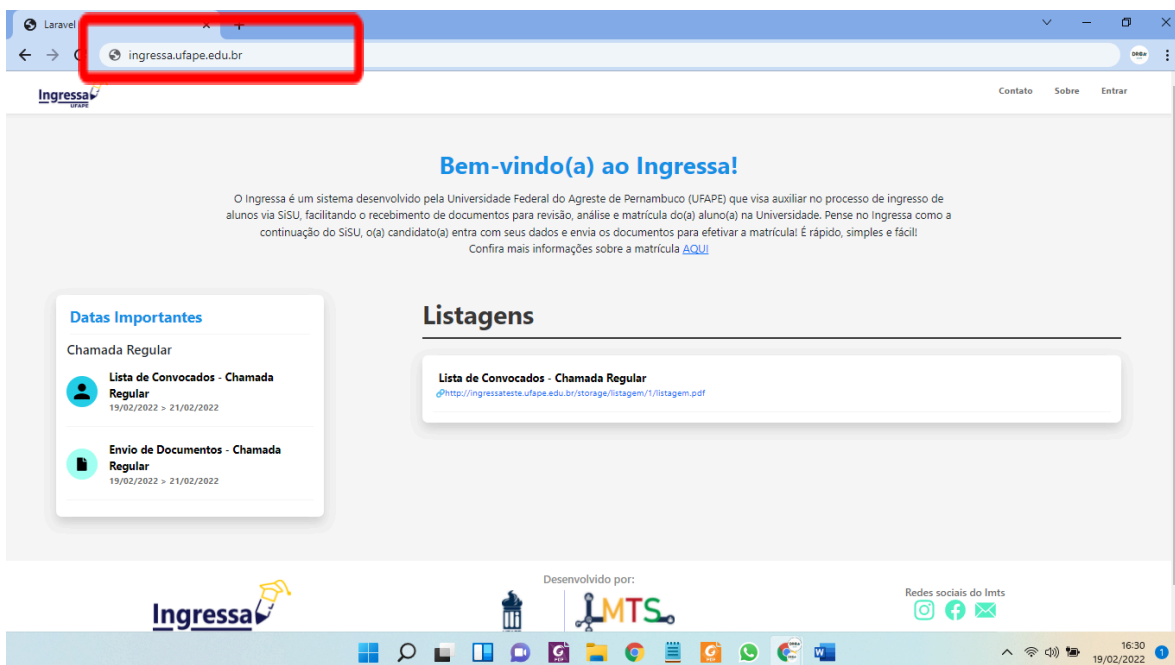 Laravel
ingressa.ufape.edu.br
Ingressa
UFAPE
Contato Sobre Entrar
Bem-vindo(a) ao Ingressa!
O Ingressa é um sistema desenvolvido pela Universidade Federal do Agreste de Pernambuco (UFAPE) que visa auxiliar no processo de ingresso de
alunos via SiSU, facilitando o recebimento de documentos para revisão, análise e matrícula do(a) aluno(a) na Universidade. Pense no Ingressa como a
continuação do SiSU, o(a) candidato(a) entra com seus dados e envia os documentos para efetivar a matrícula! É rápido, simples e fácil!
Confira mais informações sobre a matrícula AQUI
Datas Importantes
Chamada Regular
Lista de Convocados - Chamada
Regular
19/02/2022 > 21/02/2022
Envio de Documentos - Chamada
Regular
19/02/2022 > 21/02/2022
Listagens
Lista de Convocados - Chamada Regular
http://ingressateste.ufape.edu.br/storage/listagem/1/listagem.pdf
Ingressa
Desenvolvido por:
LMTS
Redes sociais do lmts
16:30
19/02/2022
1